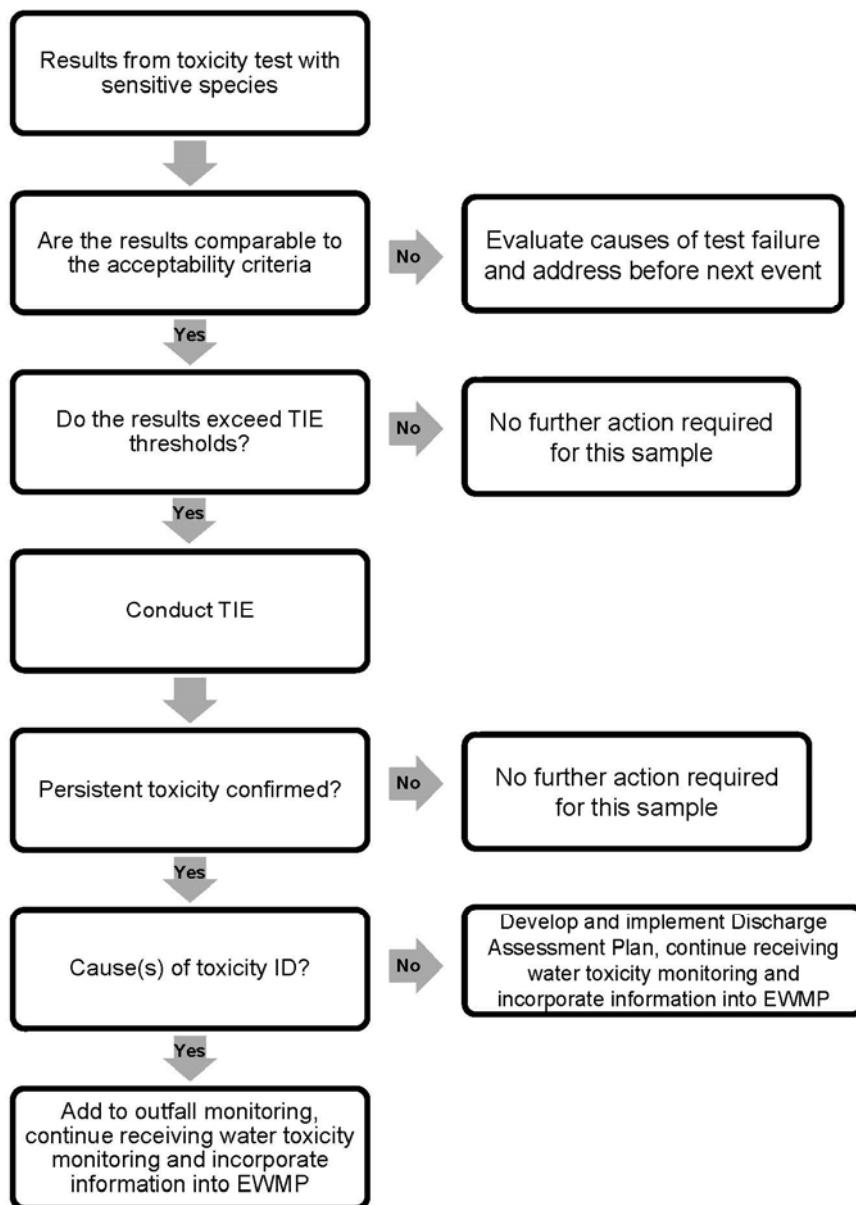 Results from toxicity test with
sensitive species
Are the results comparable to
the acceptability criteria
No
Evaluate causes of test failure
and address before next event
Yes
Do the results exceed TIE
thresholds?
No
No further action required
for this sample
Yes
Conduct TIE
Persistent toxicity confirmed?
No
No further action required
for this sample
Yes
Cause(s) of toxicity ID?
No
Develop and implement Discharge
Assessment Plan, continue receiving
water toxicity monitoring and
incorporate information into EWMP
Yes
Add to outfall monitoring,
continue receiving water toxicity
monitoring and incorporate
information into EWMP